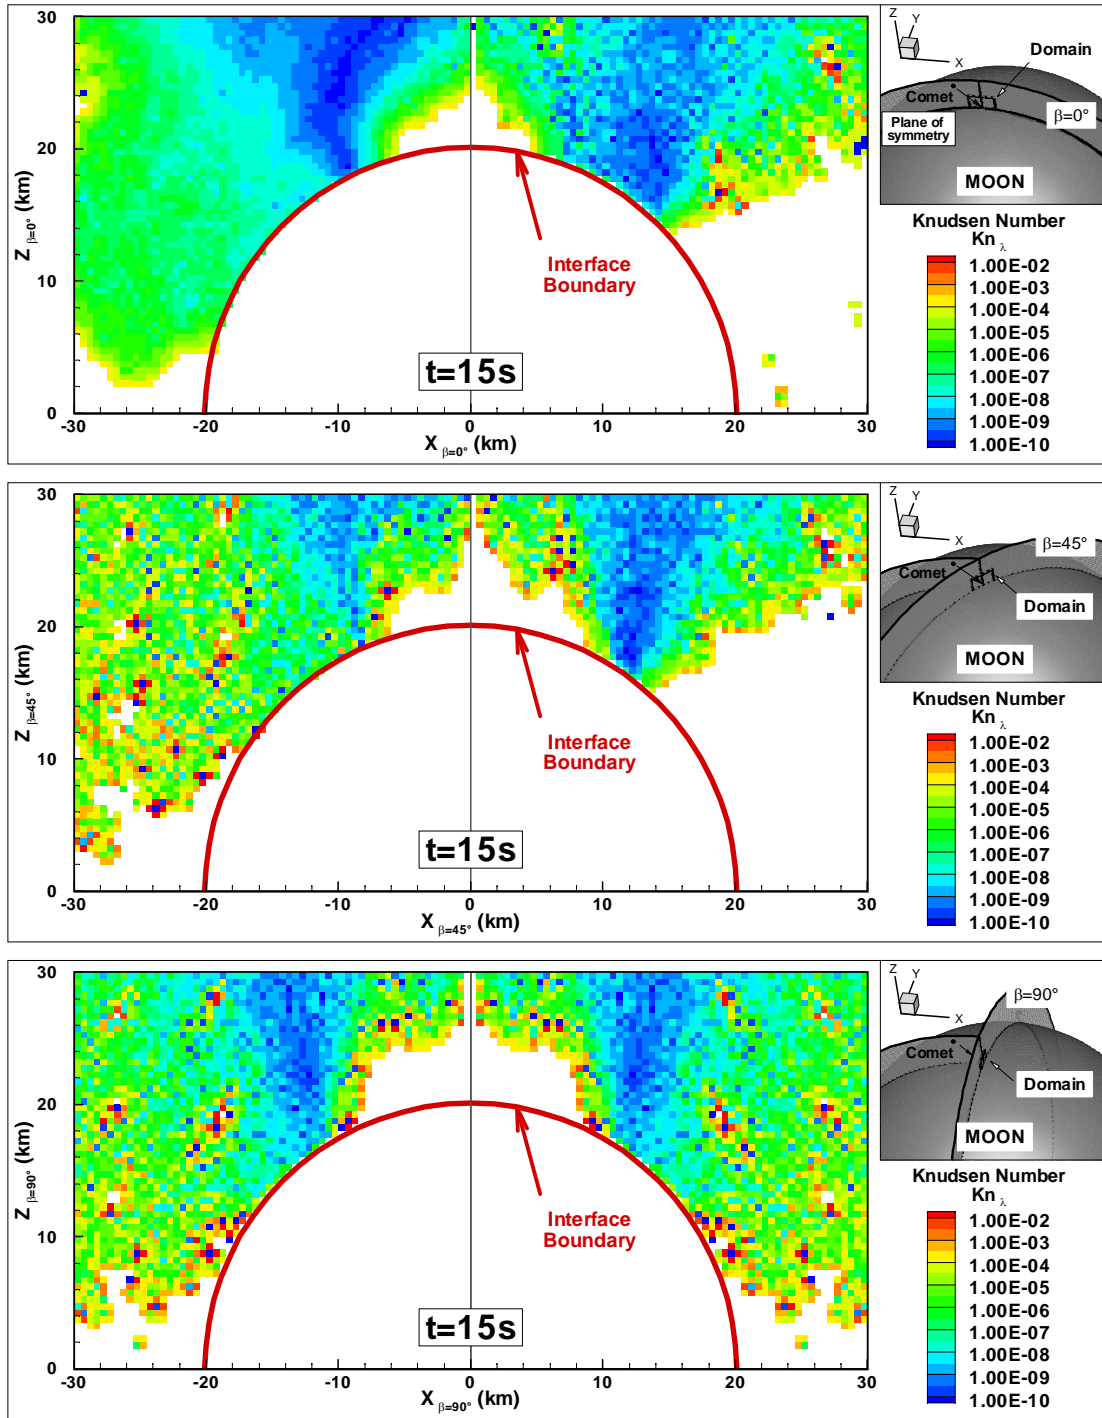 30
20
10
0
Z β=0° (km)
-30 -20 -10 0 10 20 30
X β=0° (km)
Interface
Boundary
t=15s
Z
Y
X
Domain
Comet
β=0°
Plane of
symmetry
MOON
Knudsen Number
Kn λ
1.00E-02
1.00E-03
1.00E-04
1.00E-05
1.00E-06
1.00E-07
1.00E-08
1.00E-09
1.00E-10
30
20
10
0
Z β=45° (km)
-30 -20 -10 0 10 20 30
X β=45° (km)
Interface
Boundary
t=15s
Z
Y
X
β=45°
Comet
Domain
MOON
Knudsen Number
Kn λ
1.00E-02
1.00E-03
1.00E-04
1.00E-05
1.00E-06
1.00E-07
1.00E-08
1.00E-09
1.00E-10
30
20
10
0
Z β=90° (km)
-30 -20 -10 0 10 20 30
X β=90° (km)
Interface
Boundary
t=15s
Z
Y
X
β=90°
Comet
Domain
MOON
Knudsen Number
Kn λ
1.00E-02
1.00E-03
1.00E-04
1.00E-05
1.00E-06
1.00E-07
1.00E-08
1.00E-09
1.00E-10